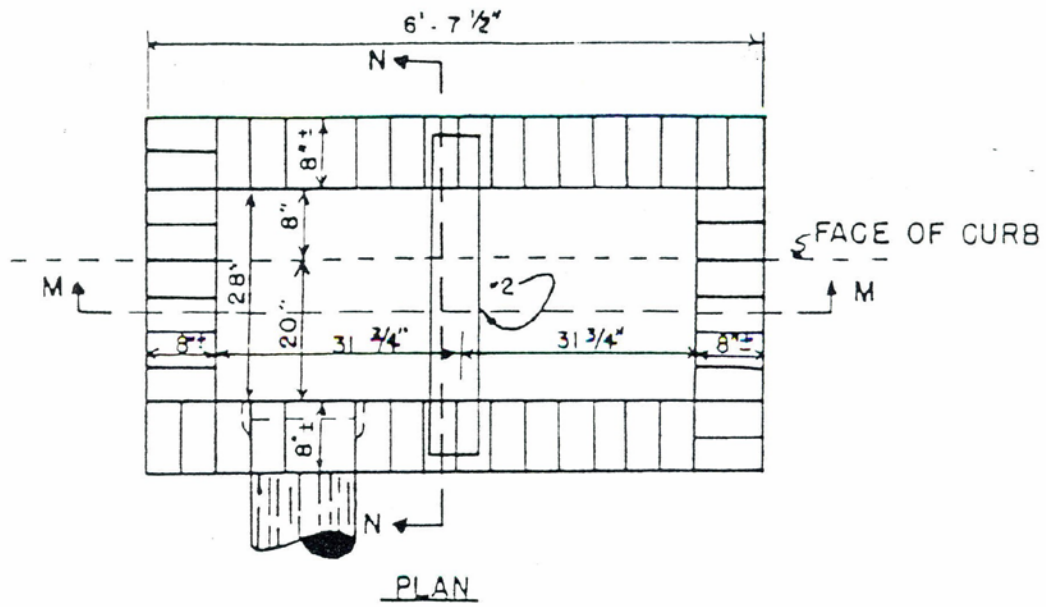 6' - 7 1/2"
N
8"±
8"
FACE OF CURB
M
28"
20"
"2
M
8"±
31 3/4"
31 3/4"
8"±
8"±
N
PLAN